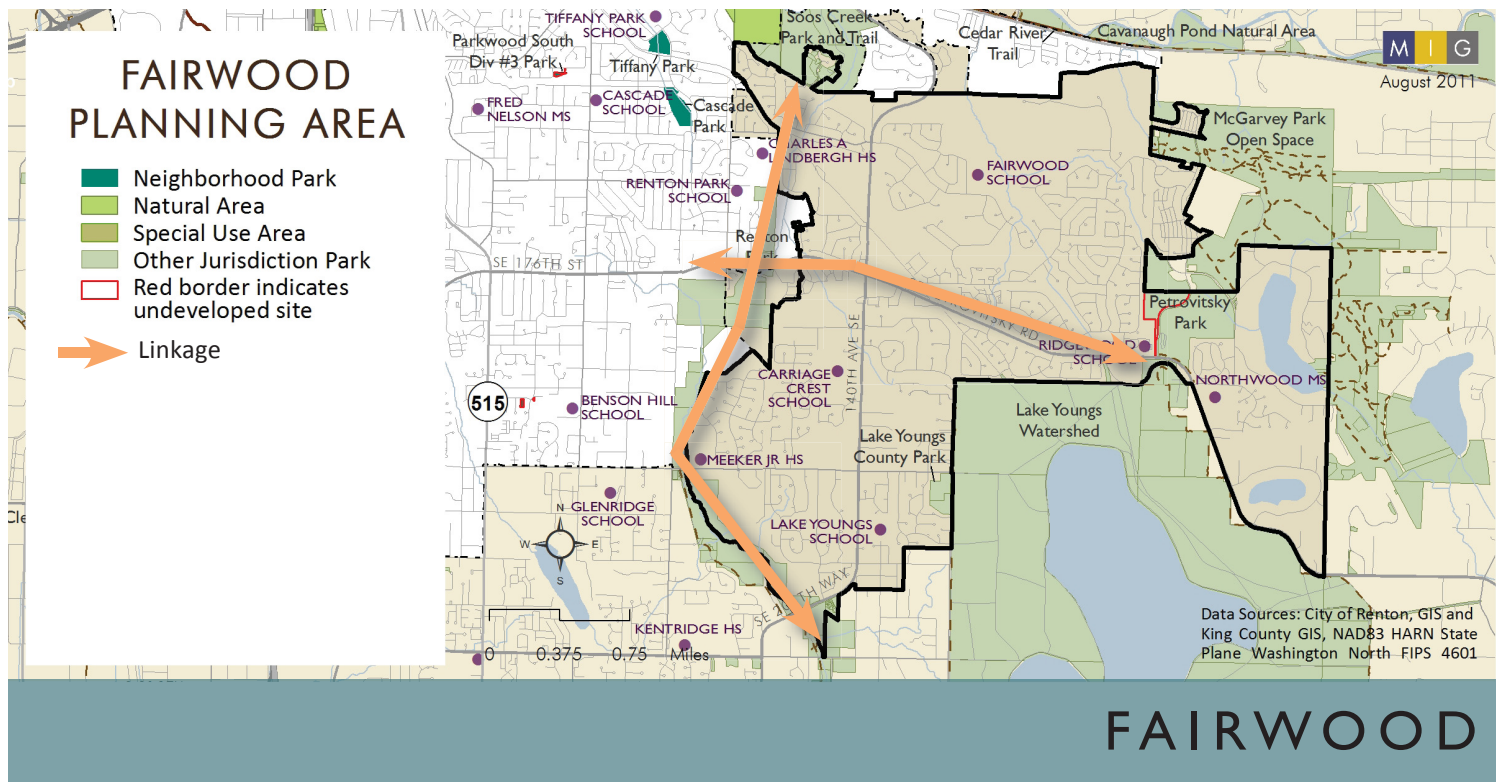 FAIRWOOD
PLANNING AREA
Neighborhood Park
Natural Area
Special Use Area
Other Jurisdiction Park
Red border indicates
undeveloped site
Linkage
TIFFANY PARK
SCHOOL
Soos Creek
Park and Trail
Cedar River
Trail
Cavanaugh Pond Natural Area
M I G
August 2011
Parkwood South
Div #3 Park
Tiffany Park
FRED
NELSON MS
CASCADE
SCHOOL
Cascade
Park
McGarvey Park
Open Space
CHARLES A
LINDBERGH HS
FAIRWOOD
SCHOOL
RENTON PARK
SCHOOL
Renton
Park
SE 176TH ST
Petrovitsky
Park
RIDGEWOOD
SCHOOL
140TH AVE SE
CARRIAGE
CREST
SCHOOL
NORTHWOOD MS
515
BENSON HILL
SCHOOL
Lake Youngs
Watershed
Lake Youngs
County Park
MEEKER JR HS
GLENRIDGE
SCHOOL
LAKE YOUNGS
SCHOOL
Cle
N
W E
S
KENTRIDGE HS
0 0.375 0.75 Miles
Data Sources: City of Renton, GIS and
King County GIS, NAD83 HARN State
Plane Washington North FIPS 4601
FAIRWOOD